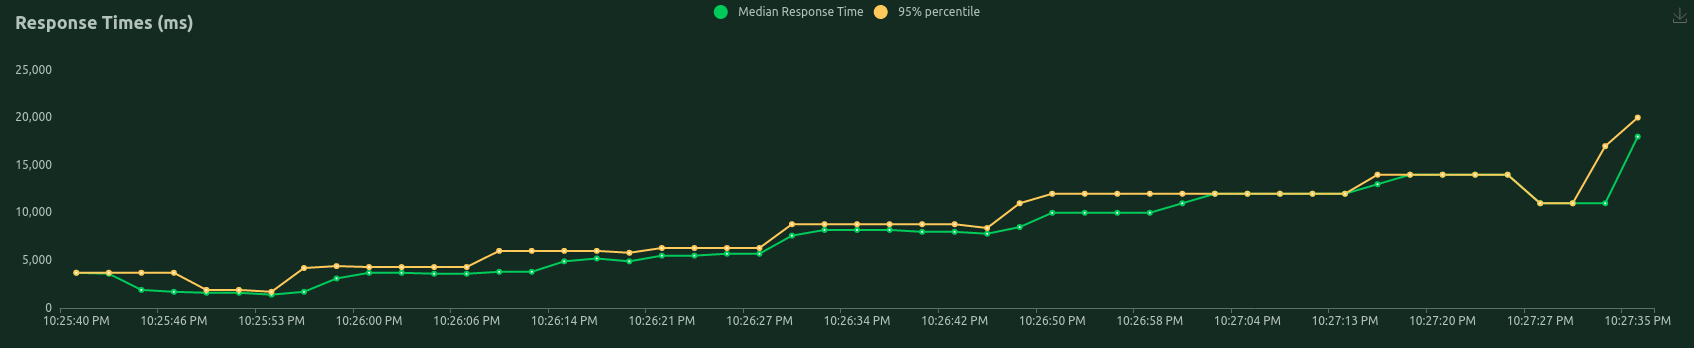 Response Times (ms)
Median Response Time
95% percentile
25,000
20,000
15,000
10,000
5,000
0
10:25:40 PM
10:25:46 PM
10:25:53 PM
10:26:00 PM
10:26:06 PM
10:26:14 PM
10:26:21 PM
10:26:27 PM
10:26:34 PM
10:26:42 PM
10:26:50 PM
10:26:58 PM
10:27:04 PM
10:27:13 PM
10:27:20 PM
10:27:27 PM
10:27:35 PM